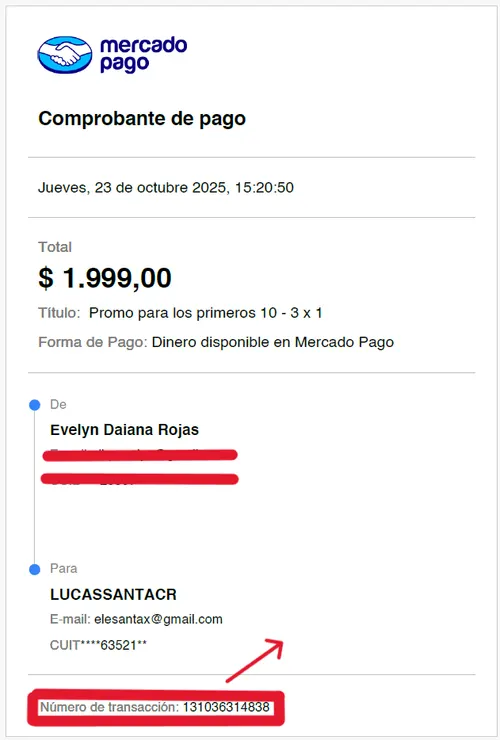 mercado
pago
Comprobante de pago
Jueves, 23 de octubre 2025, 15:20:50
Total
$ 1.999,00
Título: Promo para los primeros 10 - 3 x 1
Forma de Pago: Dinero disponible en Mercado Pago
De
Evelyn Daiana Rojas
Para
LUCASSANTACR
E-mail: elesantax@gmail.com
CUIT****63521**
Número de transacción: 131036314838